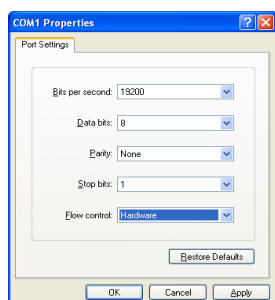 COM1 Properties
Port Settings
Bits per second: 19200
Data bits: 8
Parity: None
Stop bits: 1
Flow control: Hardware
Restore Defaults
OK Cancel Apply